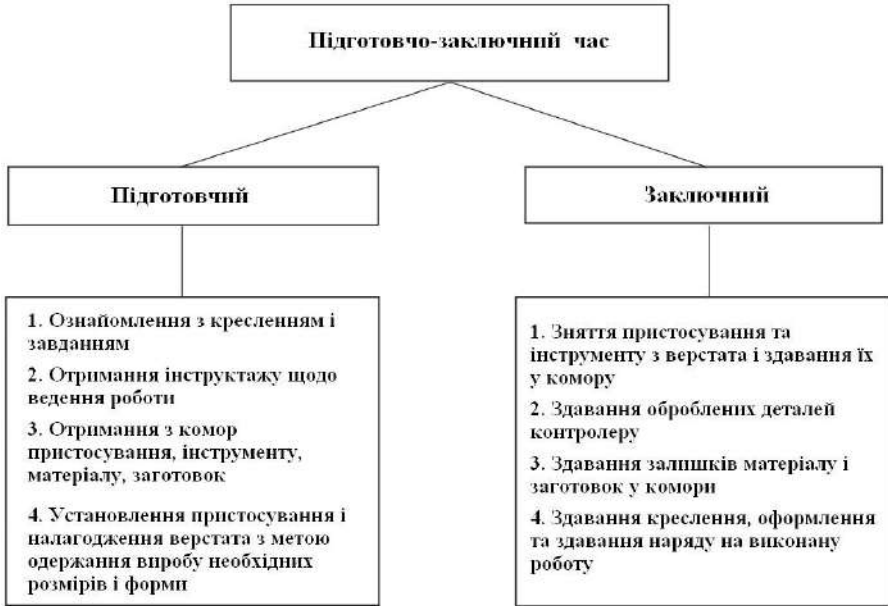 Підготовчо-заключний час
Підготовчий
Заключний
1. Ознайомлення з кресленням і
завданням
2. Отримання інструктажу щодо
ведення роботи
3. Отримання з комор
пристосування, інструменту,
матеріалу, заготовок
4. Установлення пристосування і
налагодження верстата з метою
одержання виробу необхідних
розмірів і форми
1. Зняття пристосування та
інструменту з верстата і здавання їх
у комору
2. Здавання оброблених деталей
контролеру
3. Здавання залишків матеріалу і
заготовок у комори
4. Здавання креслення, оформлення
та здавання наряду на виконану
роботу